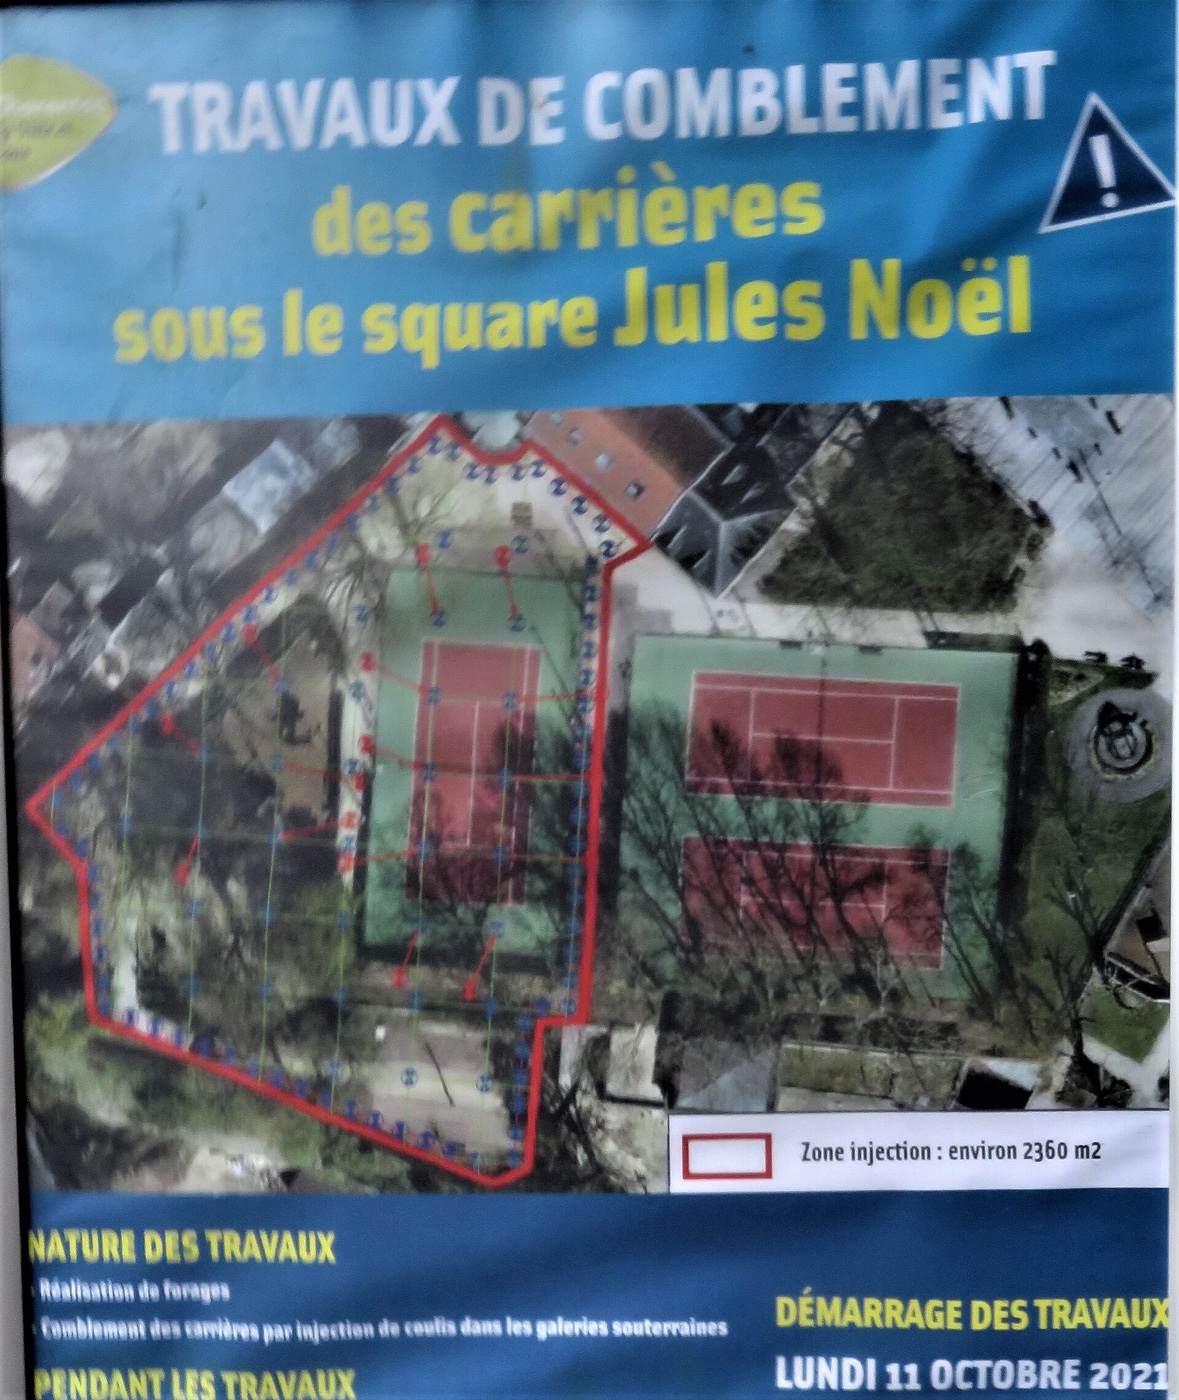 TRAVAUX DE COMBLEMENT
des carrières
sous le square Jules Noël
Zone injection : environ 2360 m2
NATURE DES TRAVAUX
Réalisation de forages
Comblement des carrières par injection de coulis dans les galeries souterraines
DÉMARRAGE DES TRAVAUX
LUNDI 11 OCTOBRE 2021
PENDANT LES TRAVAUX